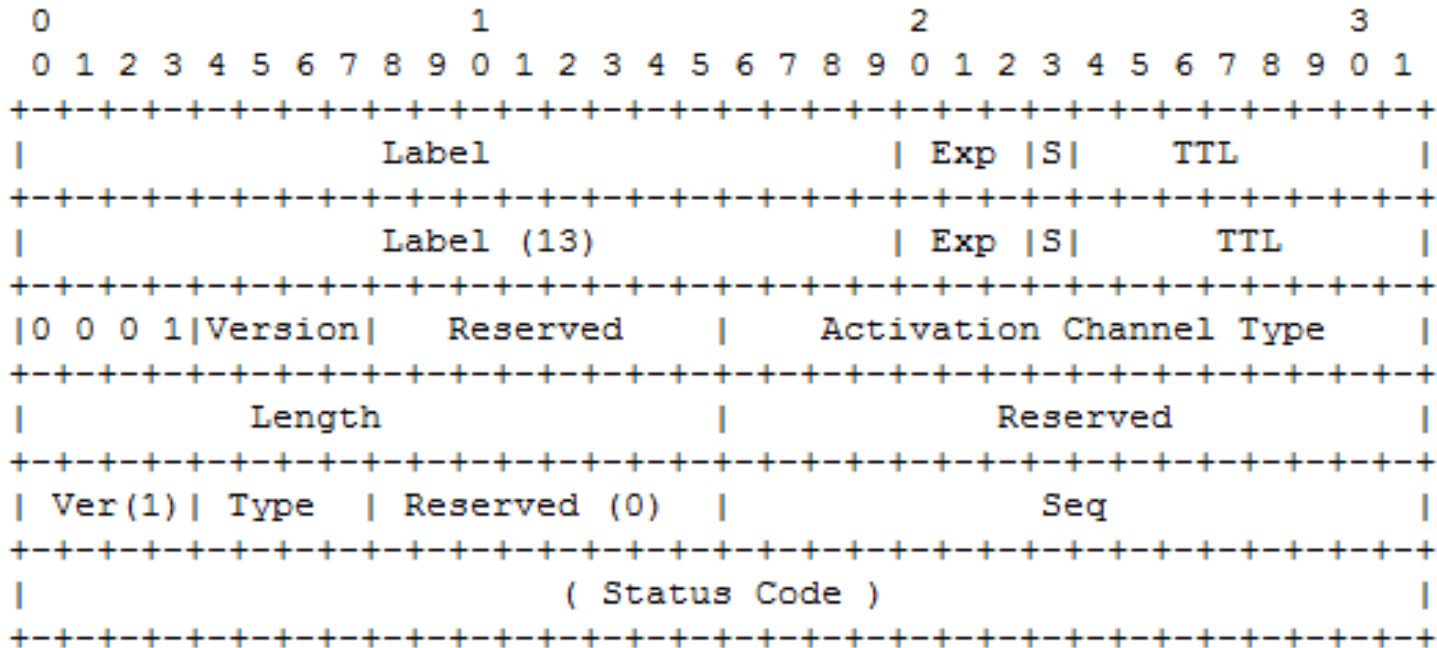 0                   1                   2                   3
 0 1 2 3 4 5 6 7 8 9 0 1 2 3 4 5 6 7 8 9 0 1 2 3 4 5 6 7 8 9 0 1
+-+-+-+-+-+-+-+-+-+-+-+-+-+-+-+-+-+-+-+-+-+-+-+-+-+-+-+-+-+-+-+-+
|                Label                  | Exp |S|    TTL        |
+-+-+-+-+-+-+-+-+-+-+-+-+-+-+-+-+-+-+-+-+-+-+-+-+-+-+-+-+-+-+-+-+
|                Label (13)             | Exp |S|      TTL      |
+-+-+-+-+-+-+-+-+-+-+-+-+-+-+-+-+-+-+-+-+-+-+-+-+-+-+-+-+-+-+-+-+
|0 0 0 1|Version|   Reserved    |    Activation Channel Type    |
+-+-+-+-+-+-+-+-+-+-+-+-+-+-+-+-+-+-+-+-+-+-+-+-+-+-+-+-+-+-+-+-+
|          Length               |            Reserved           |
+-+-+-+-+-+-+-+-+-+-+-+-+-+-+-+-+-+-+-+-+-+-+-+-+-+-+-+-+-+-+-+-+
| Ver(1)| Type  | Reserved (0)  |              Seq              |
+-+-+-+-+-+-+-+-+-+-+-+-+-+-+-+-+-+-+-+-+-+-+-+-+-+-+-+-+-+-+-+-+
|                        ( Status Code )                        |
+-+-+-+-+-+-+-+-+-+-+-+-+-+-+-+-+-+-+-+-+-+-+-+-+-+-+-+-+-+-+-+-+